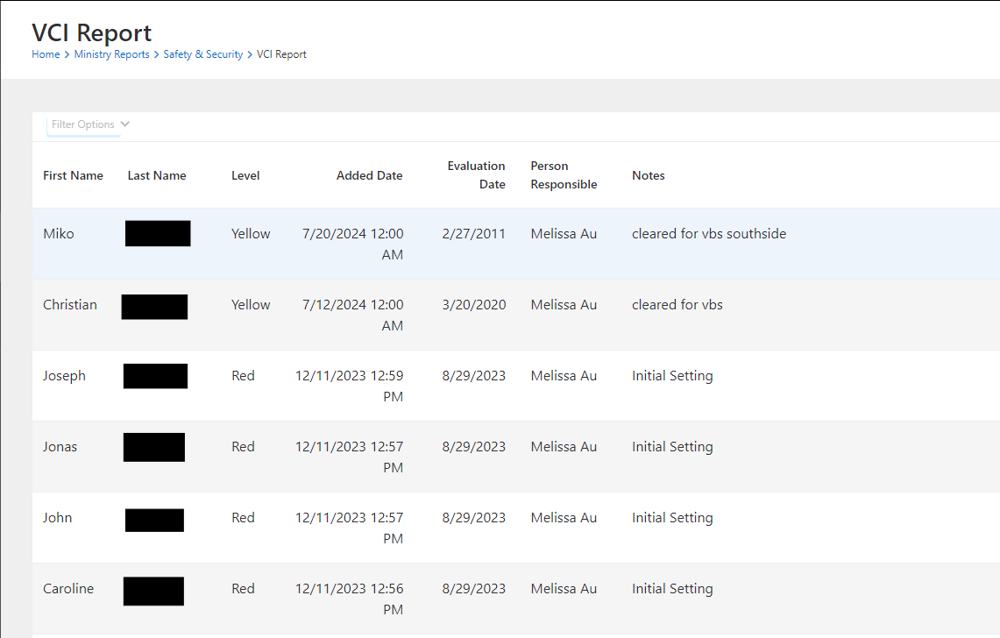 VCI Report
Home > Ministry Reports > Safety & Security > VCI Report
Filter Options
First Name Last Name Level Added Date Evaluation Date Person Responsible Notes
Miko Yellow 7/20/2024 12:00 AM 2/27/2011 Melissa Au cleared for vbs southside
Christian Yellow 7/12/2024 12:00 AM 3/20/2020 Melissa Au cleared for vbs
Joseph Red 12/11/2023 12:59 PM 8/29/2023 Melissa Au Initial Setting
Jonas Red 12/11/2023 12:57 PM 8/29/2023 Melissa Au Initial Setting
John Red 12/11/2023 12:57 PM 8/29/2023 Melissa Au Initial Setting
Caroline Red 12/11/2023 12:56 PM 8/29/2023 Melissa Au Initial Setting